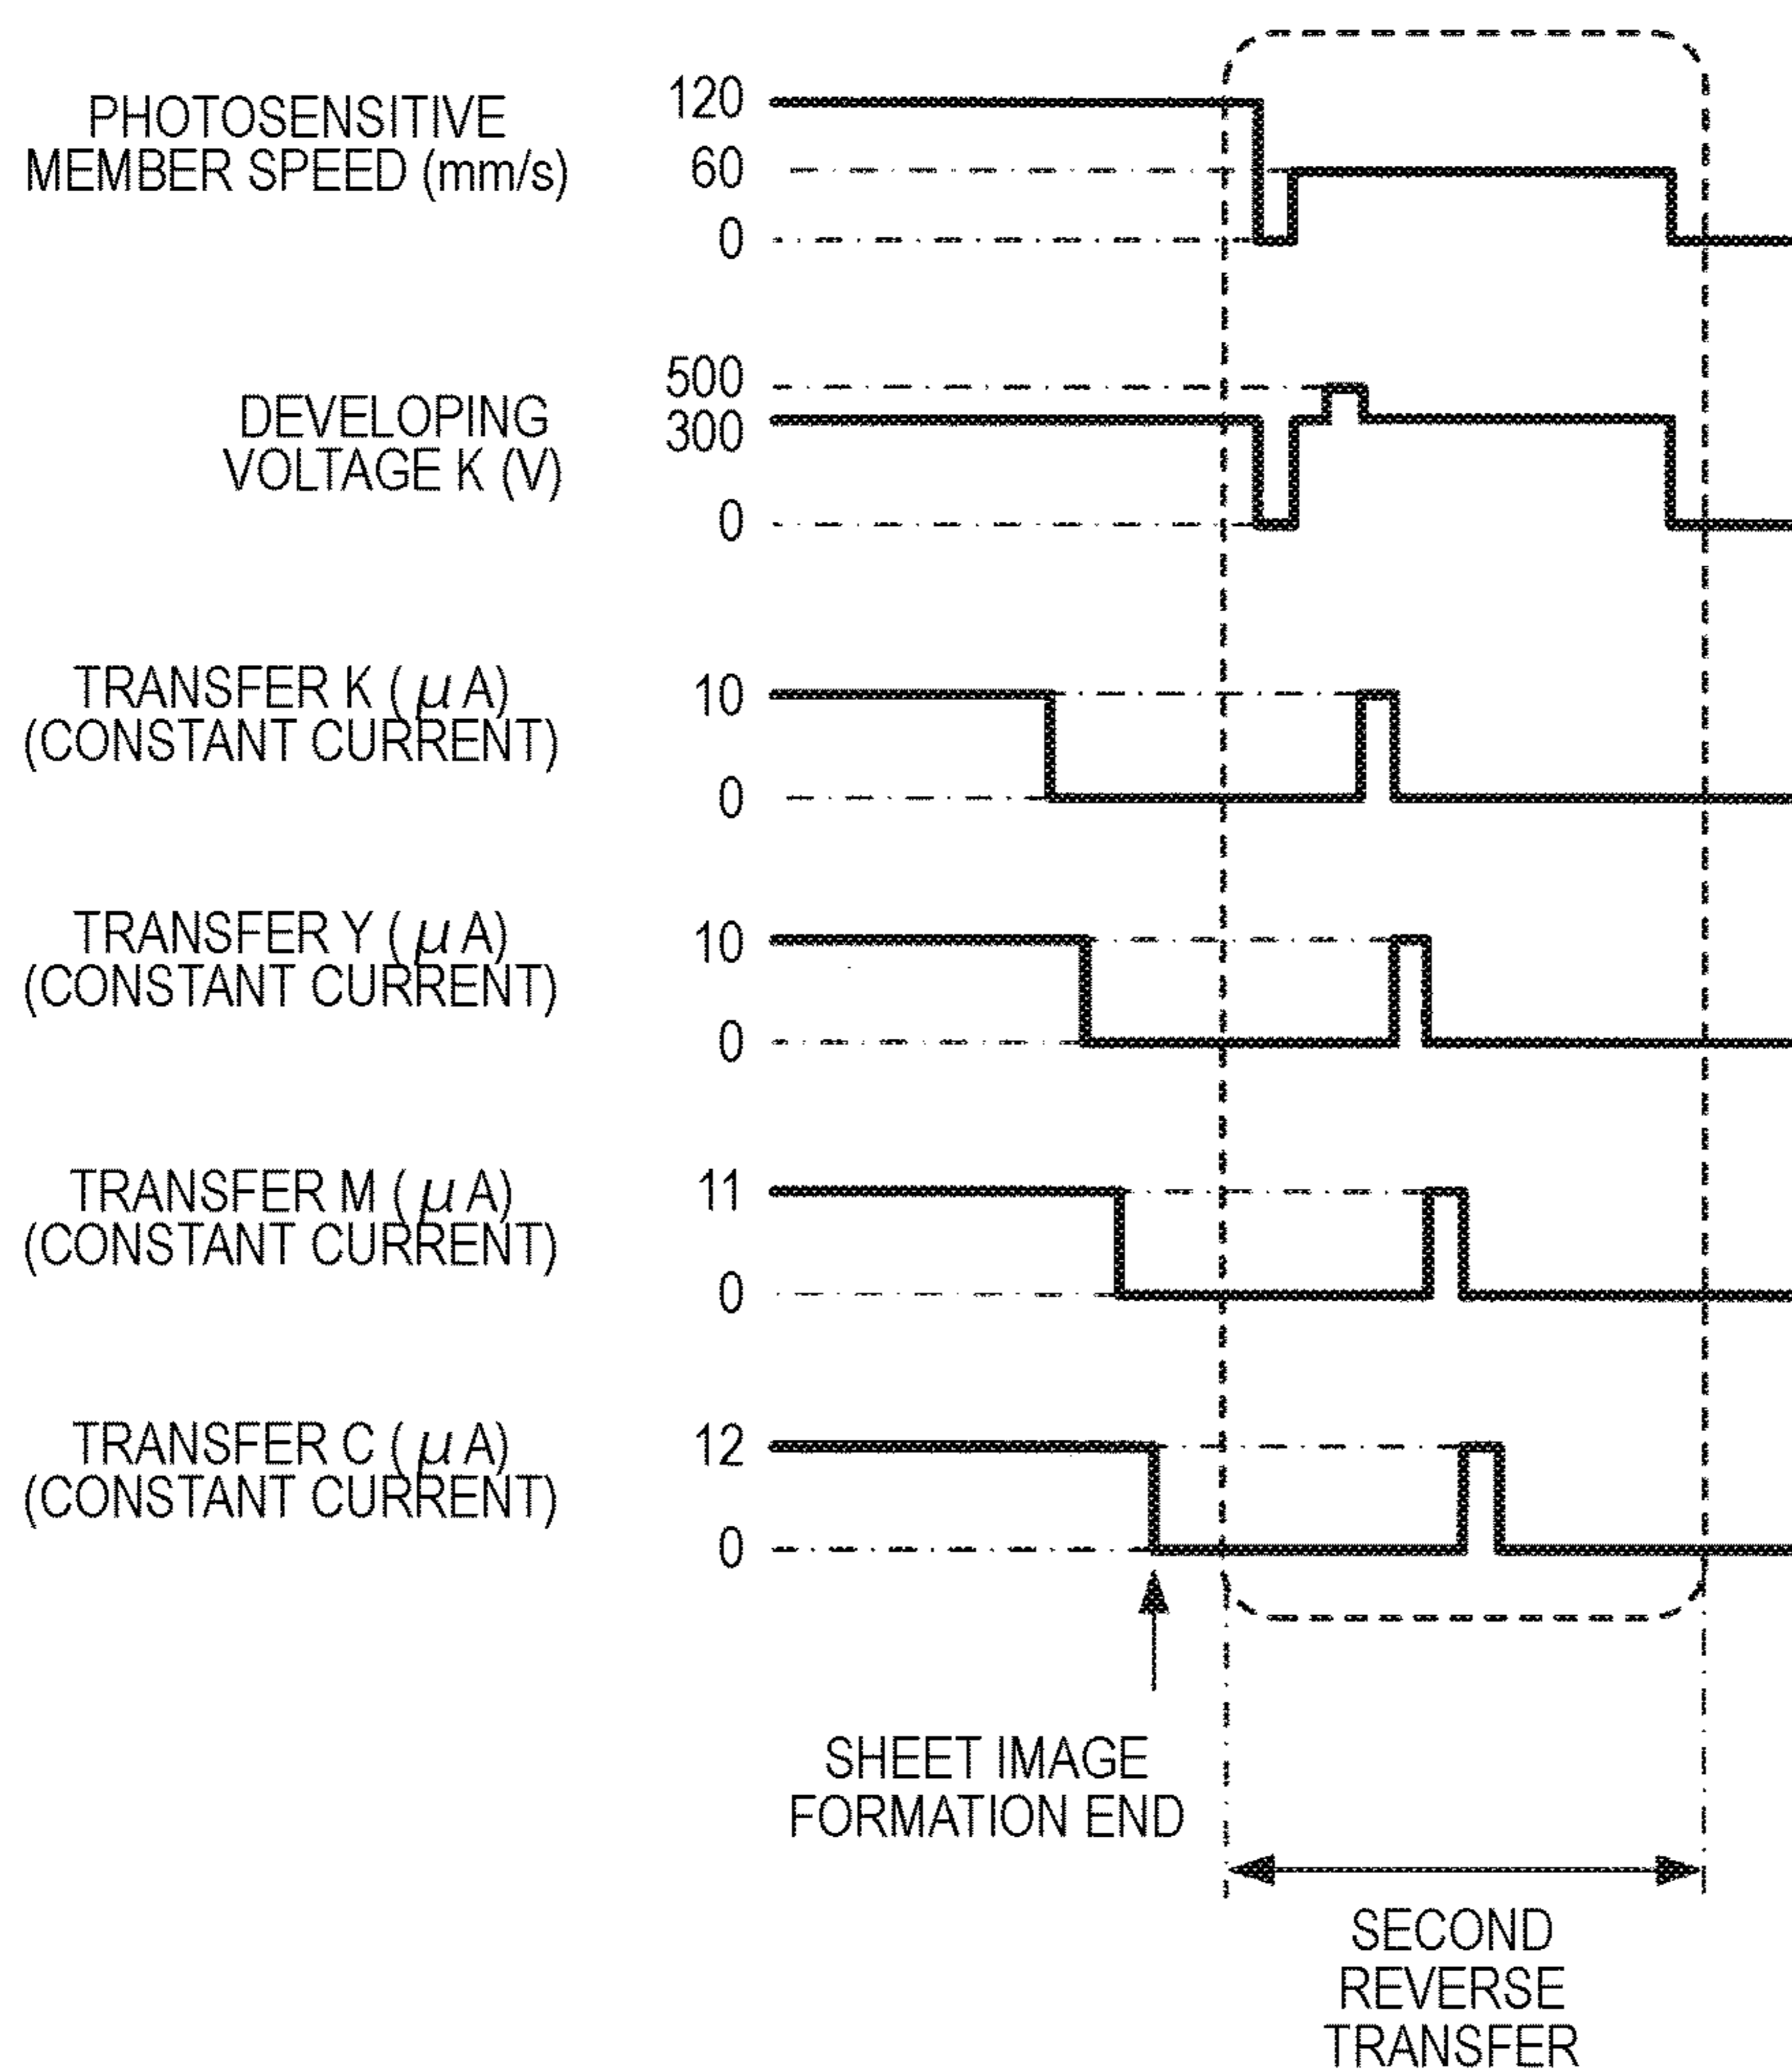 PHOTOSENSITIVE
MEMBER SPEED (mm/s)
120
60
0
DEVELOPING
VOLTAGE K (V)
500
300
0
TRANSFER K (μA)
(CONSTANT CURRENT)
10
0
TRANSFER Y (μA)
(CONSTANT CURRENT)
10
0
TRANSFER M (μA)
(CONSTANT CURRENT)
11
0
TRANSFER C (μA)
(CONSTANT CURRENT)
12
0
SHEET IMAGE
FORMATION END
SECOND
REVERSE
TRANSFER